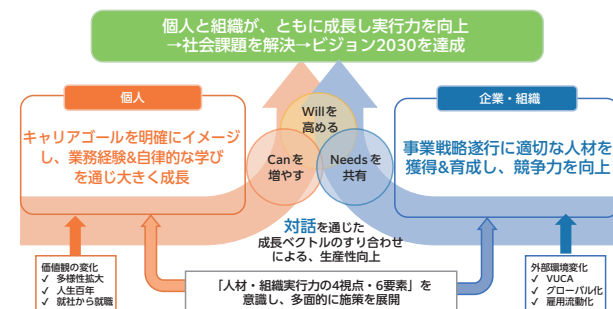 個人と組織が、ともに成長し実行力を向上
→社会課題を解決→ビジョン2030を達成
個人
キャリアゴールを明確にイメージ
し、業務経験&自律的な学び
を通じ大きく成長
Willを
高める
Canを
増やす
Needsを
共有
企業・組織
事業戦略遂行に適切な人材を
獲得&育成し、競争力を向上
対話を通じた
成長ベクトルのすり合わせ
による、生産性向上
価値観の変化
✓ 多様性拡大
✓ 人生百年
✓ 就社から就職
「人材・組織実行力の4視点・6要素」を
意識し、多面的に施策を展開
外部環境変化
✓ VUCA
✓ グローバル化
✓ 雇用流動化